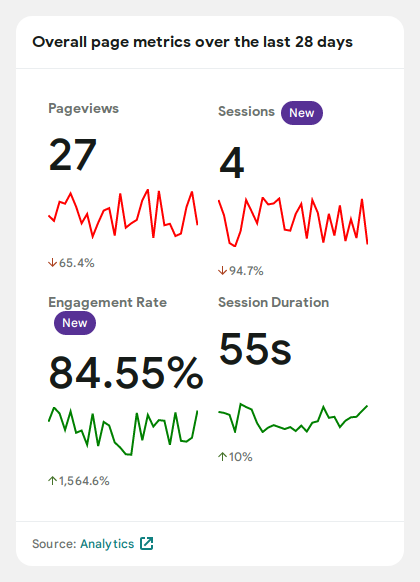 Overall page metrics over the last 28 days
Pageviews
27
↓65.4%
Sessions New
4
↓94.7%
Engagement Rate
New
84.55%
↑1,564.6%
Session Duration
55s
↑10%
Source: Analytics